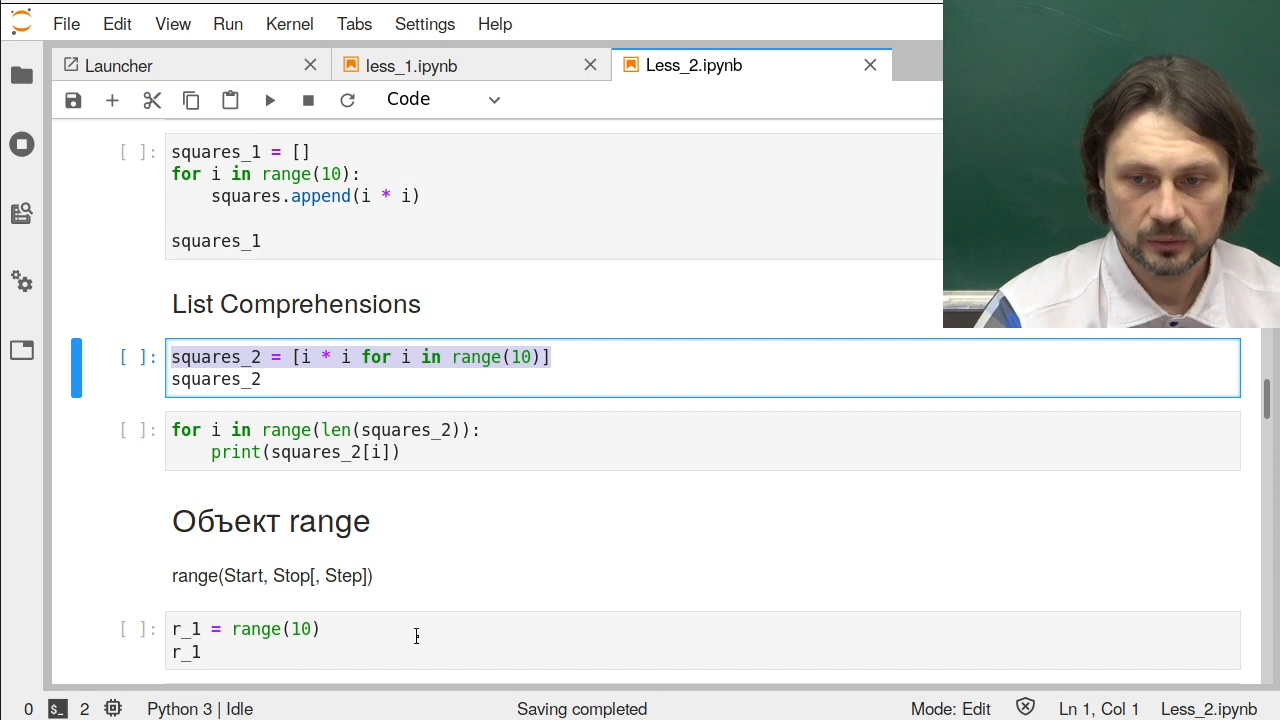 File Edit View Run Kernel Tabs Settings Help
Launcher less_1.ipynb Less_2.ipynb
Code
[ ]: squares_1 = []
for i in range(10):
    squares.append(i * i)
squares_1
List Comprehensions
[ ]: squares_2 = [i * i for i in range(10)]
squares_2
[ ]: for i in range(len(squares_2)):
    print(squares_2[i])
Объект range
range(Start, Stop[, Step])
[ ]: r_1 = range(10)
r_1
0 $_ 2 Python 3 | Idle Saving completed Mode: Edit Ln 1, Col 1 Less_2.ipynb